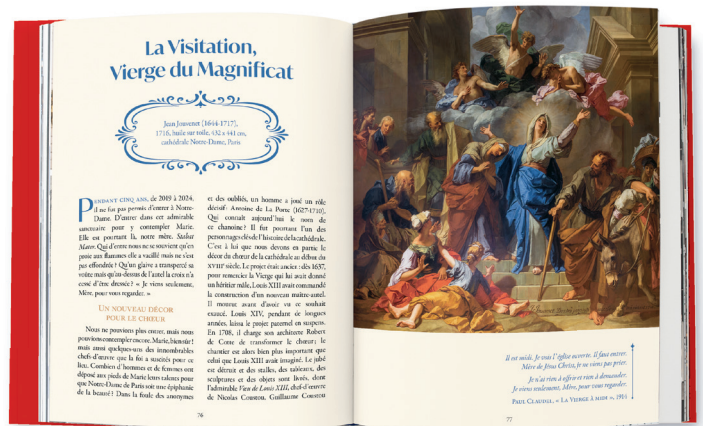 La Visitation,
Vierge du Magnificat
Jean Jouvenet [1644-1717],
1716, huile sur toile, 432 x 441 cm,
cathédrale Notre-Dame, Paris
PENDANT CINQ ANS, de 2019 à 2024,
il ne fut pas permis d'entrer à Notre-
Dame. D'entrer dans cet admirable
sanctuaire pour y contempler Marie.
Elle est pourtant là, notre mère. Stabat
Mater. Qui d'entre nous ne se souvient qu'en
proie aux flammes elle a vacillé mais ne s'est
pas effondrée ? Qu'un glaive a transpercé sa
voûte mais qu'au-dessus de l'autel la croix n'a
cessé d'être dressée ? « Je viens seulement,
Mère, pour vous regarder. »
UN NOUVEAU DÉCOR
POUR LE CHŒUR
Nous ne pouvions plus entrer, mais nous
pouvions contempler encore. Marie, bien sûr !
mais aussi quelques-uns des innombrables
chefs-d'œuvre que la foi a suscités pour ce
lieu. Combien d'hommes et de femmes ont
déposé aux pieds de Marie leurs talents pour
que Notre-Dame de Paris soit une épiphanie
de la beauté ? Dans la foule des anonymes
et des oubliés, un homme a joué un rôle
décisif : Antoine de La Porte (1627-1710).
Qui connaît aujourd'hui le nom de
ce chanoine ? Il fut pourtant l'un des
personnages clés de l'histoire de la cathédrale.
C'est à lui que nous devons en partie le
décor du chœur de la cathédrale au début du
XVIIIe siècle. Le projet était ancien : dès 1637,
pour remercier la Vierge qui lui avait donné
un héritier mâle, Louis XIII avait commandé
la construction d'un nouveau maître-autel.
Il mourut avant d'avoir vu ce souhait
exaucé. Louis XIV, pendant de longues
années, laissa le projet paternel en suspens.
En 1708, il charge son architecte Robert
de Cotte de transformer le chœur ; le
chantier est alors bien plus important que
celui que Louis XIII avait imaginé. Le jubé
est détruit et des stalles, des tableaux, des
sculptures et des objets sont livrés, dont
l'admirable Vœu de Louis XIII, chef-d'œuvre
de Nicolas Coustou, Guillaume Coustou
76
Il est midi. Je vois l'église ouverte. Il faut entrer.
Mère de Jésus Christ, je ne viens pas prier.
Je n'ai rien à offrir et rien à demander.
Je viens seulement, Mère, pour vous regarder.
PAUL CLAUDEL, « LA VIERGE À MIDI », 1914
77